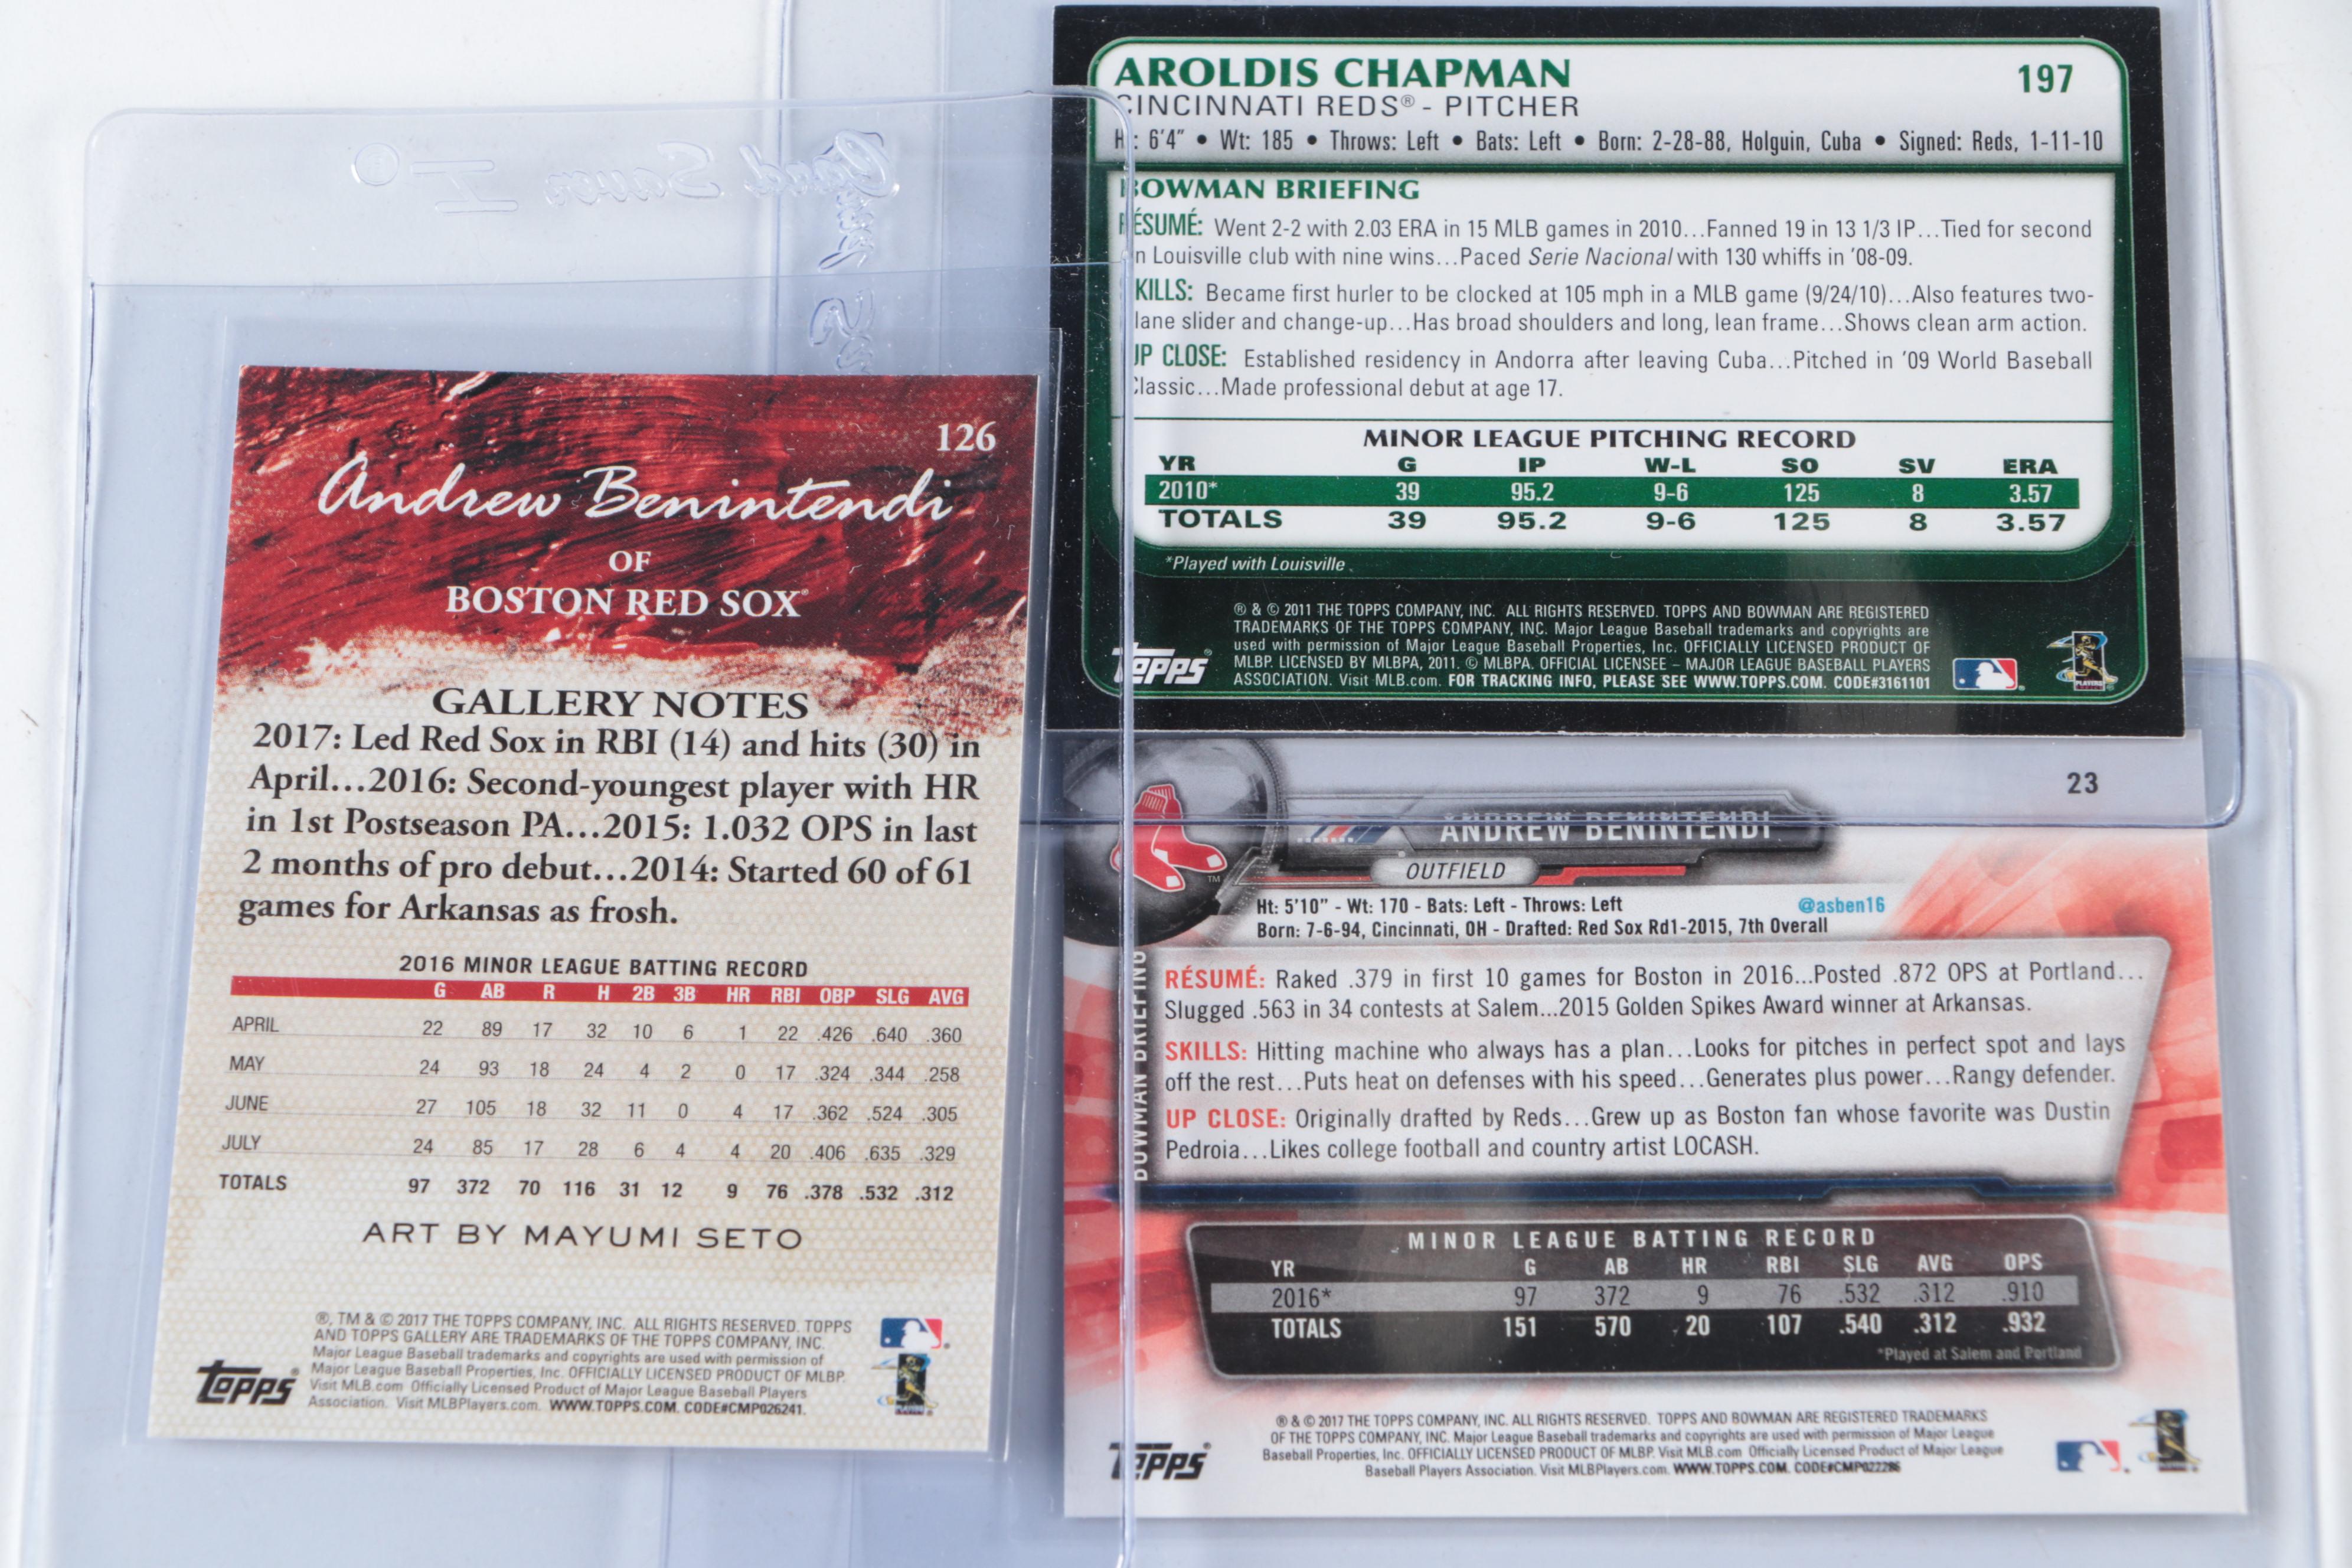 Card Saver I ®
Card S
126
Andrew Benintendi
OF
BOSTON RED SOX®
GALLERY NOTES
2017: Led Red Sox in RBI (14) and hits (30) in
April...2016: Second-youngest player with HR
in 1st Postseason PA...2015: 1.032 OPS in last
2 months of pro debut...2014: Started 60 of 61
games for Arkansas as frosh.
2016 MINOR LEAGUE BATTING RECORD
G AB R H 2B 3B HR RBI OBP SLG AVG
APRIL 22 89 17 32 10 6 1 22 .426 .640 .360
MAY 24 93 18 24 4 2 0 17 .324 .344 .258
JUNE 27 105 18 32 11 0 4 17 .362 .524 .305
JULY 24 85 17 28 6 4 4 20 .406 .635 .329
TOTALS 97 372 70 116 31 12 9 76 .378 .532 .312
ART BY MAYUMI SETO
®, TM & © 2017 THE TOPPS COMPANY, INC. ALL RIGHTS RESERVED. TOPPS
AND TOPPS GALLERY ARE TRADEMARKS OF THE TOPPS COMPANY, INC.
Major League Baseball trademarks and copyrights are used with permission of
Major League Baseball Properties, Inc. OFFICIALLY LICENSED PRODUCT OF MLBP.
Visit MLB.com Officially Licensed Product of Major League Baseball Players
Association. Visit MLBPlayers.com. WWW.TOPPS.COM. CODE#CMP026241.
Topps®
AROLDIS CHAPMAN 197
CINCINNATI REDS® - PITCHER
Ht: 6'4" • Wt: 185 • Throws: Left • Bats: Left • Born: 2-28-88, Holguin, Cuba • Signed: Reds, 1-11-10
BOWMAN BRIEFING
RÉSUMÉ: Went 2-2 with 2.03 ERA in 15 MLB games in 2010...Fanned 19 in 13 1/3 IP...Tied for second
n Louisville club with nine wins...Paced Serie Nacional with 130 whiffs in '08-09.
KILLS: Became first hurler to be clocked at 105 mph in a MLB game (9/24/10)...Also features two-
lane slider and change-up...Has broad shoulders and long, lean frame...Shows clean arm action.
UP CLOSE: Established residency in Andorra after leaving Cuba...Pitched in '09 World Baseball
Classic...Made professional debut at age 17.
MINOR LEAGUE PITCHING RECORD
YR G IP W-L SO SV ERA
2010* 39 95.2 9-6 125 8 3.57
TOTALS 39 95.2 9-6 125 8 3.57
*Played with Louisville
® & © 2011 THE TOPPS COMPANY, INC. ALL RIGHTS RESERVED. TOPPS AND BOWMAN ARE REGISTERED
TRADEMARKS OF THE TOPPS COMPANY, INC. Major League Baseball trademarks and copyrights are
used with permission of Major League Baseball Properties, Inc. OFFICIALLY LICENSED PRODUCT OF
MLBP. LICENSED BY MLBPA, 2011. © MLBPA. OFFICIAL LICENSEE – MAJOR LEAGUE BASEBALL PLAYERS
ASSOCIATION. Visit MLB.com. FOR TRACKING INFO, PLEASE SEE WWW.TOPPS.COM. CODE#3161101
Topps®
23
ANDREW BENINTENDI
OUTFIELD
Ht: 5'10" - Wt: 170 - Bats: Left - Throws: Left @asben16
Born: 7-6-94, Cincinnati, OH - Drafted: Red Sox Rd1-2015, 7th Overall
BOWMAN BRIEFING
RÉSUMÉ: Raked .379 in first 10 games for Boston in 2016...Posted .872 OPS at Portland...
Slugged .563 in 34 contests at Salem...2015 Golden Spikes Award winner at Arkansas.
SKILLS: Hitting machine who always has a plan...Looks for pitches in perfect spot and lays
off the rest...Puts heat on defenses with his speed...Generates plus power...Rangy defender.
UP CLOSE: Originally drafted by Reds...Grew up as Boston fan whose favorite was Dustin
Pedroia...Likes college football and country artist LOCASH.
MINOR LEAGUE BATTING RECORD
YR G AB HR RBI SLG AVG OPS
2016* 97 372 9 76 .532 .312 .910
TOTALS 151 570 20 107 .540 .312 .932
*Played at Salem and Portland
® & © 2017 THE TOPPS COMPANY, INC. ALL RIGHTS RESERVED. TOPPS AND BOWMAN ARE REGISTERED TRADEMARKS
OF THE TOPPS COMPANY, INC. Major League Baseball trademarks and copyrights are used with permission of Major League
Baseball Properties, Inc. OFFICIALLY LICENSED PRODUCT OF MLBP. Visit MLB.com Officially Licensed Product of Major League
Baseball Players Association. Visit MLBPlayers.com. WWW.TOPPS.COM. CODE#CMP022286
Topps®